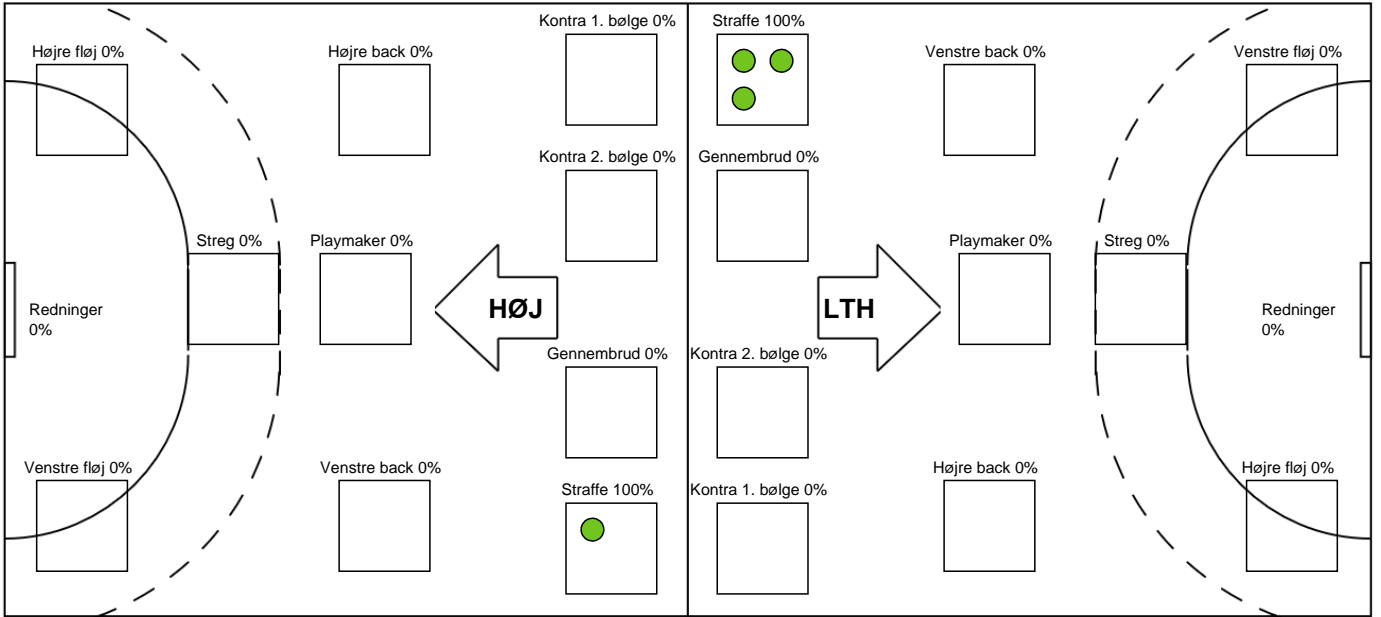 Kontra 1. bølge 0%
Straffe 100%
Højre fløj 0%
Højre back 0%
Venstre back 0%
Venstre fløj 0%
Kontra 2. bølge 0%
Gennembrud 0%
Streg 0%
Playmaker 0%
Playmaker 0%
Streg 0%
Redninger
0%
HØJ
LTH
Redninger
0%
Gennembrud 0%
Kontra 2. bølge 0%
Venstre fløj 0%
Venstre back 0%
Højre back 0%
Højre fløj 0%
Straffe 100%
Kontra 1. bølge 0%